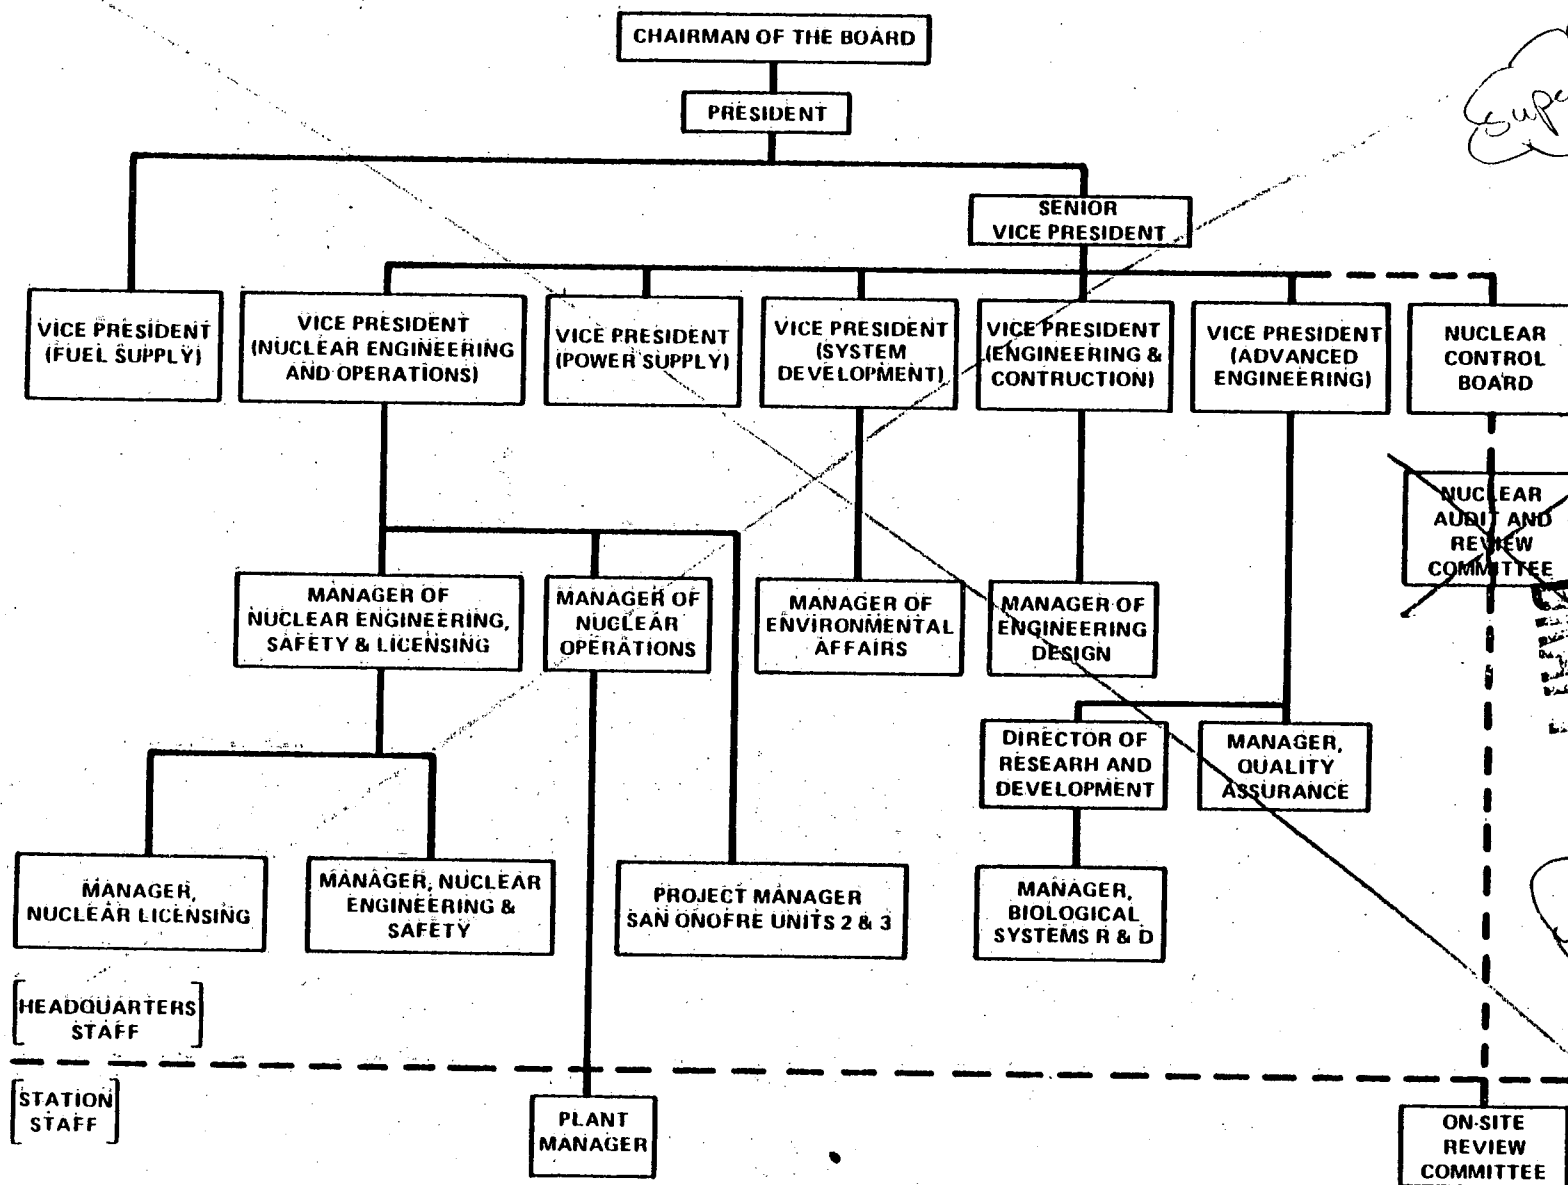 CHAIRMAN OF THE BOARD
PRESIDENT
SENIOR
VICE PRESIDENT
VICE PRESIDENT
(FUEL SUPPLY)
VICE PRESIDENT
(NUCLEAR ENGINEERING
AND OPERATIONS)
VICE PRESIDENT
(POWER SUPPLY)
VICE PRESIDENT
(SYSTEM
DEVELOPMENT)
VICE PRESIDENT
(ENGINEERING &
CONTRUCTION)
VICE PRESIDENT
(ADVANCED
ENGINEERING)
NUCLEAR
CONTROL
BOARD
NUCLEAR
AUDIT AND
REVIEW
COMMITTEE
MANAGER OF
NUCLEAR ENGINEERING,
SAFETY & LICENSING
MANAGER OF
NUCLEAR
OPERATIONS
MANAGER OF
ENVIRONMENTAL
AFFAIRS
MANAGER OF
ENGINEERING
DESIGN
DIRECTOR OF
RESEARH AND
DEVELOPMENT
MANAGER,
QUALITY
ASSURANCE
MANAGER,
NUCLEAR LICENSING
MANAGER, NUCLEAR
ENGINEERING &
SAFETY
PROJECT MANAGER
SAN ONOFRE UNITS 2 & 3
MANAGER,
BIOLOGICAL
SYSTEMS R & D
[HEADQUARTERS
STAFF]
[STATION
STAFF]
PLANT
MANAGER
ON-SITE
REVIEW
COMMITTEE